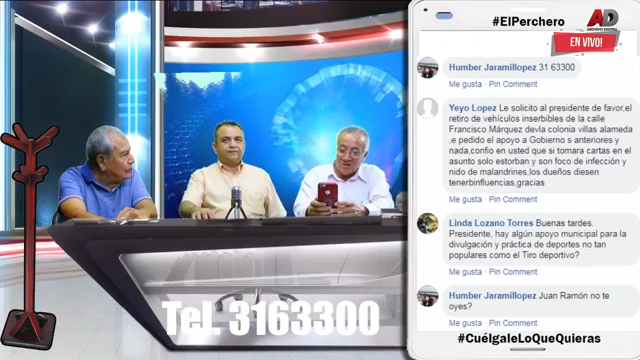 #ElPerchero
AD
ARCHIVO DIGITAL
EN VIVO!
Humber Jaramillopez 31 63300
Me gusta · Pin Comment
Yeyo Lopez Le solicito al presidente de favor,el
retiro de vehículos inserbibles de la calle
Francisco Márquez devla colonia villas alameda
,e pedido el apoyo a Gobierno s anteriores y
nada,confio en usted que si tomara cartas en el
asunto solo estorban y son foco de infección y
nido de malandrines,los dueños diesen
tenerbinfluencias,gracias
Me gusta · Pin Comment
Linda Lozano Torres Buenas tardes.
Presidente, hay algún apoyo municipal para la
divulgación y práctica de deportes no tan
populares como el Tiro deportivo?
Me gusta · Pin Comment
Humber Jaramillopez Juan Ramón no te
oyes?
Me gusta · Pin Comment
#CuélgaleLoQueQuieras
Tel. 3163300